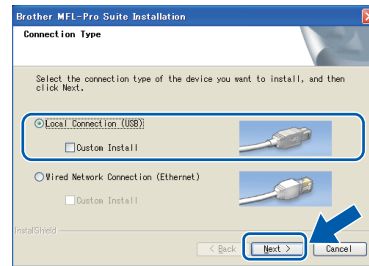 Brother MFL-Pro Suite Installation
Connection Type
Select the connection type of the device you want to install, and then
click Next.
Local Connection (USB)
Custom Install
Wired Network Connection (Ethernet)
Custom Install
InstallShield
< Back Next > Cancel